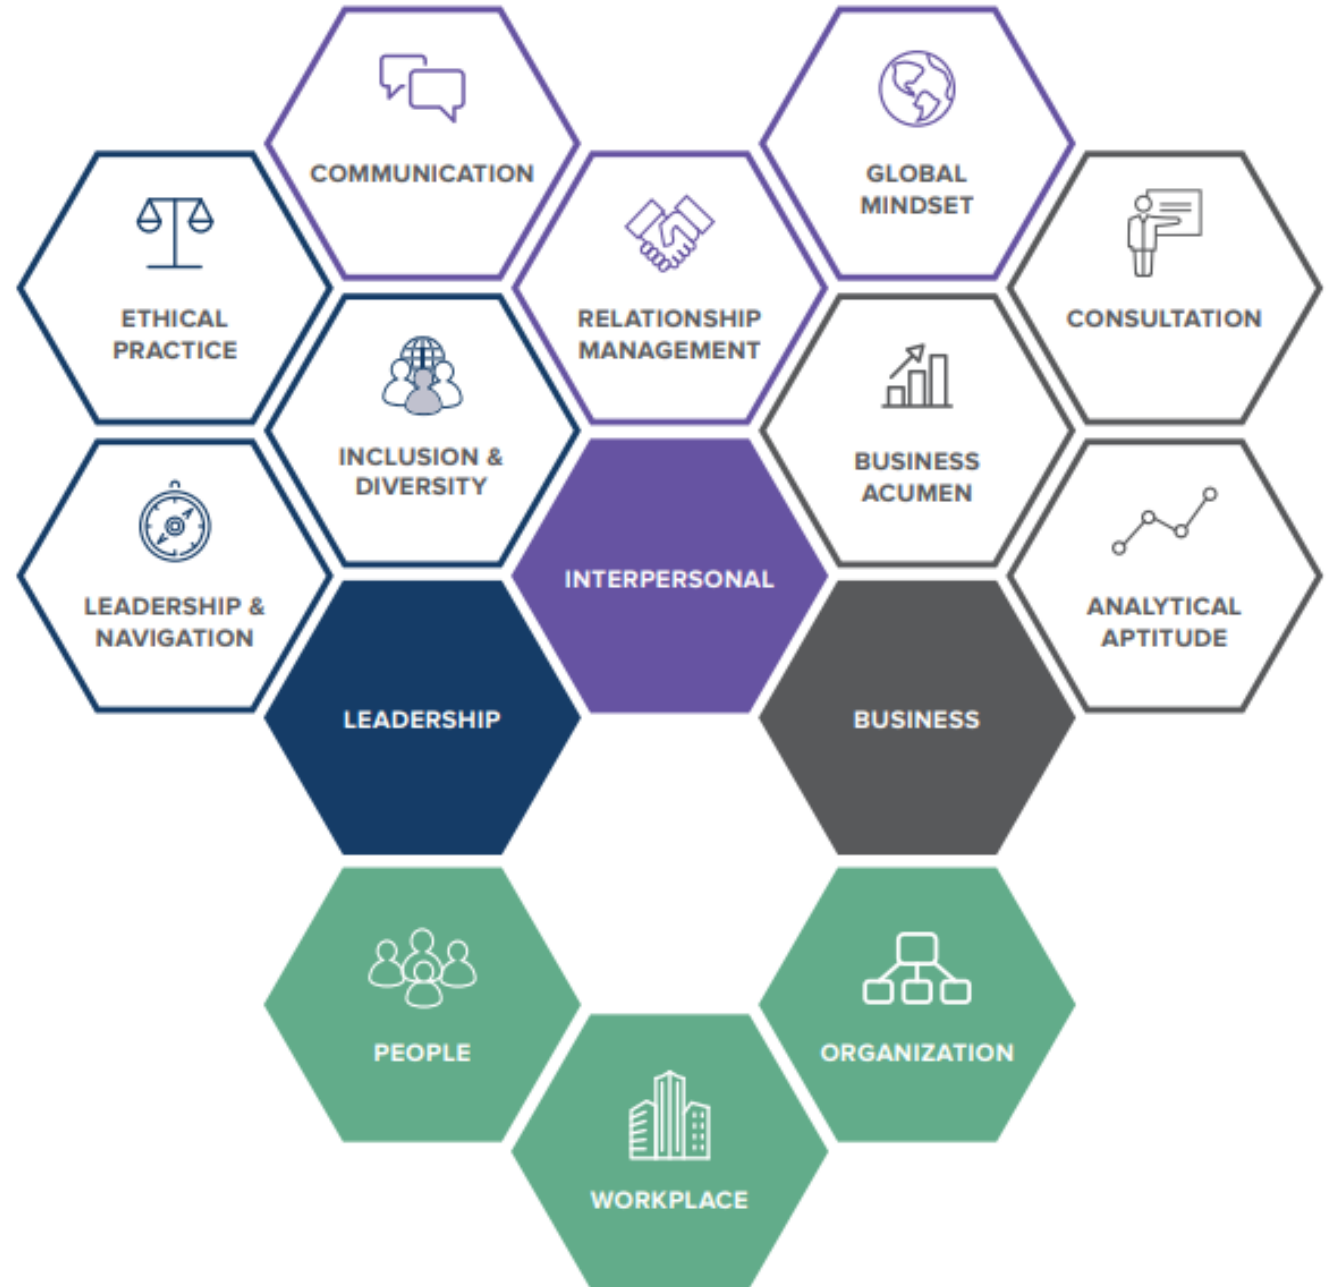 COMMUNICATION
GLOBAL
MINDSET
ETHICAL
PRACTICE
RELATIONSHIP
MANAGEMENT
CONSULTATION
INCLUSION &
DIVERSITY
BUSINESS
ACUMEN
LEADERSHIP &
NAVIGATION
INTERPERSONAL
ANALYTICAL
APTITUDE
LEADERSHIP
BUSINESS
PEOPLE
ORGANIZATION
WORKPLACE